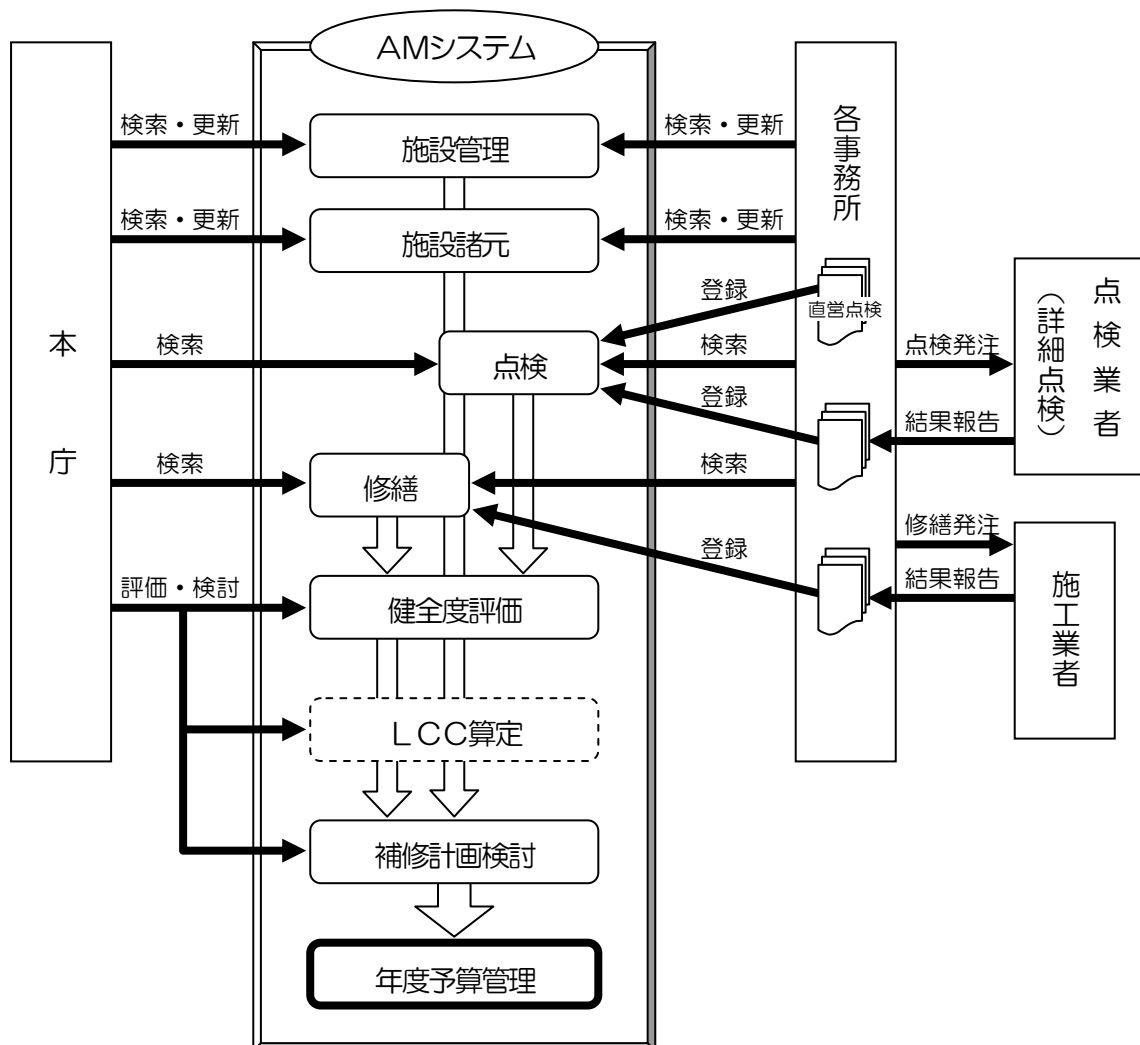 AMシステム
本庁
各事務所
検索・更新
施設管理
検索・更新
検索・更新
施設諸元
検索・更新
登録
直営点検
点検業者
(詳細点検)
検索
点検
検索
点検発注
登録
結果報告
検索
修繕
検索
修繕発注
登録
結果報告
施工業者
評価・検討
健全度評価
LCC算定
補修計画検討
年度予算管理